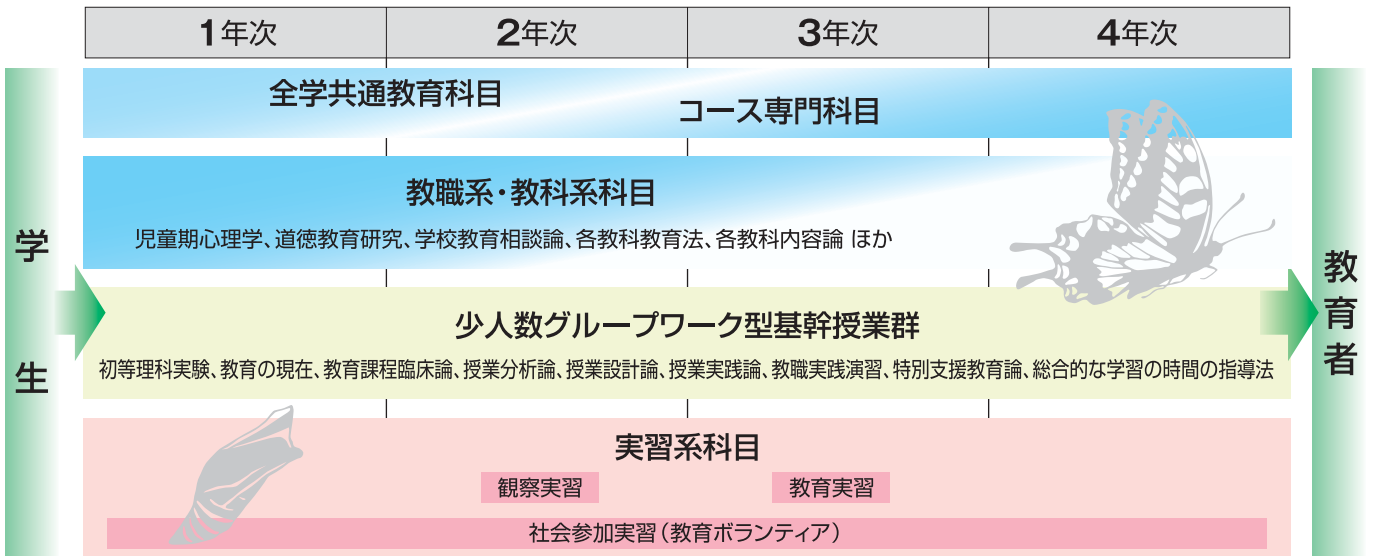 1年次 2年次 3年次 4年次
全学共通教育科目
コース専門科目
教職系・教科系科目
児童期心理学、道徳教育研究、学校教育相談論、各教科教育法、各教科内容論 ほか
学生
教育者
少人数グループワーク型基幹授業群
初等理科実験、教育の現在、教育課程臨床論、授業分析論、授業設計論、授業実践論、教職実践演習、特別支援教育論、総合的な学習の時間の指導法
実習系科目
観察実習 教育実習
社会参加実習(教育ボランティア)